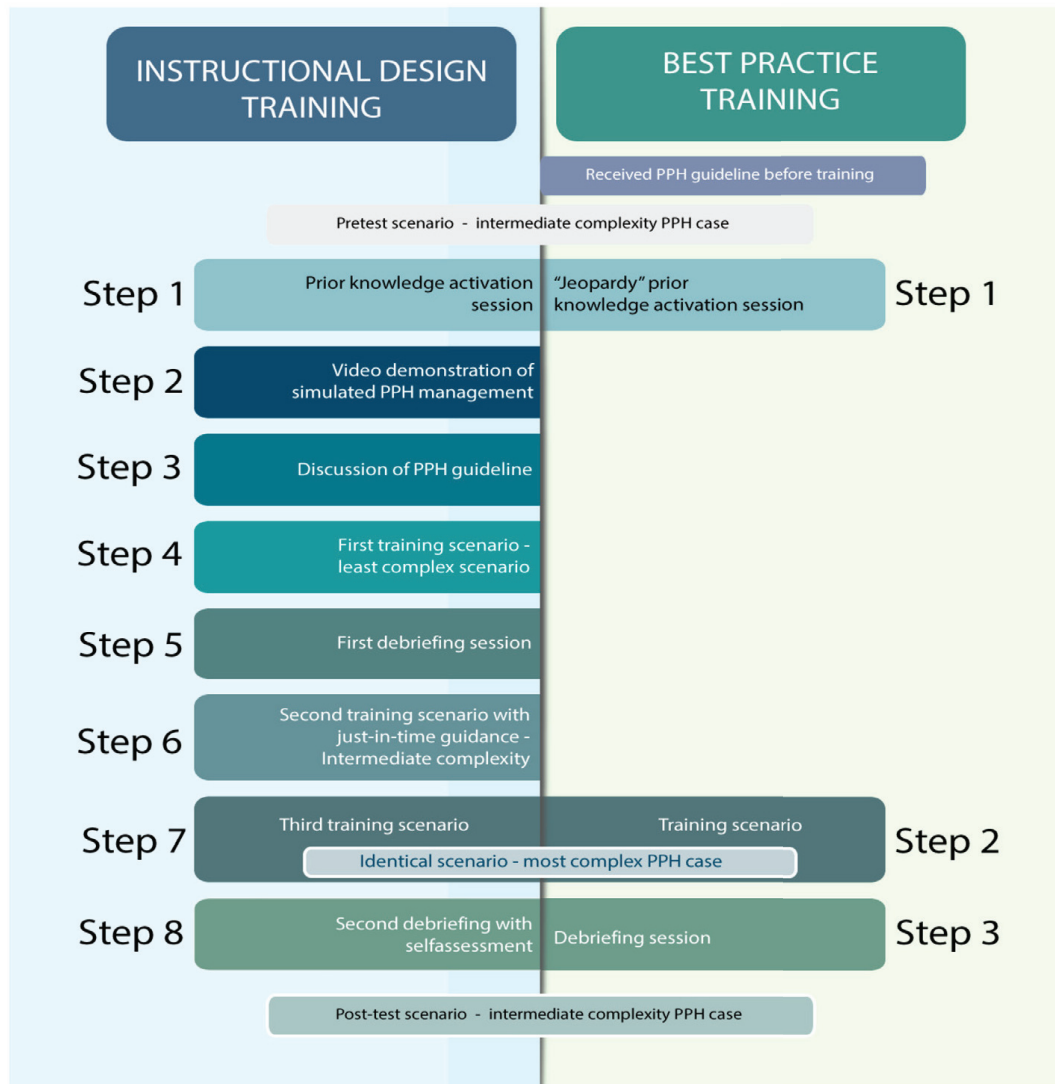 INSTRUCTIONAL DESIGN
TRAINING
BEST PRACTICE
TRAINING
Received PPH guideline before training
Pretest scenario - intermediate complexity PPH case
Step 1
Prior knowledge activation
session
"Jeopardy" prior
knowledge activation session
Step 1
Step 2
Video demonstration of
simulated PPH management
Step 3
Discussion of PPH guideline
Step 4
First training scenario -
least complex scenario
Step 5
First debriefing session
Step 6
Second training scenario with
just-in-time guidance -
Intermediate complexity
Step 7
Third training scenario
Training scenario
Step 2
Identical scenario - most complex PPH case
Step 8
Second debriefing with
selfassessment
Debriefing session
Step 3
Post-test scenario - intermediate complexity PPH case